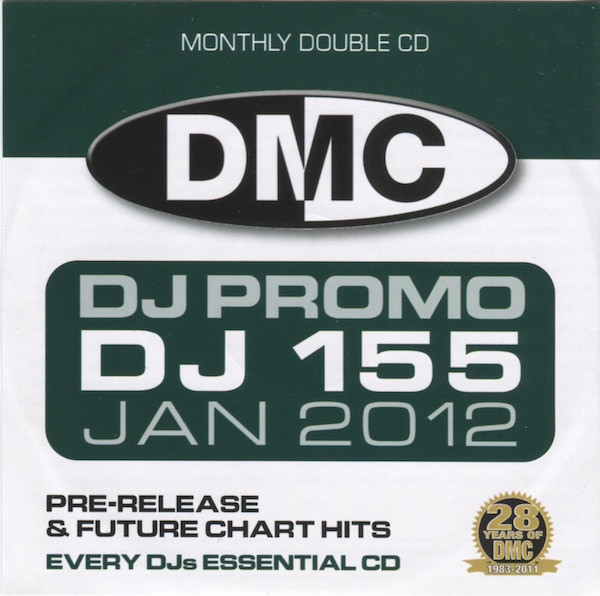 MONTHLY DOUBLE CD
DMC
DJ PROMO
DJ 155
JAN 2012
PRE-RELEASE
& FUTURE CHART HITS
EVERY DJs ESSENTIAL CD
28
YEARS OF
DMC
1983-2011